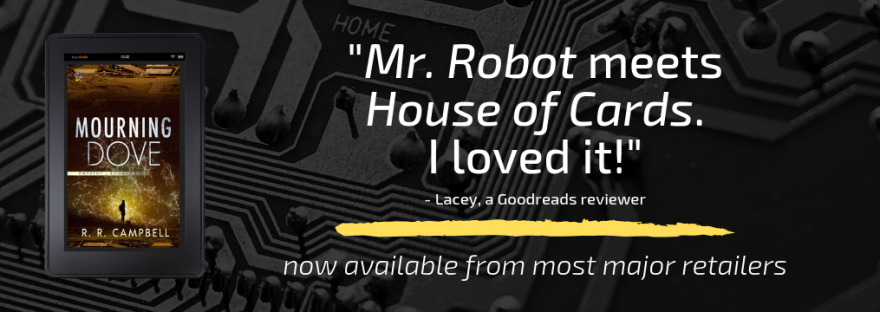 HOME
"Mr. Robot meets
House of Cards.
I loved it!"
- Lacey, a Goodreads reviewer
now available from most major retailers
MOURNING
DOVE
R. R. CAMPBELL